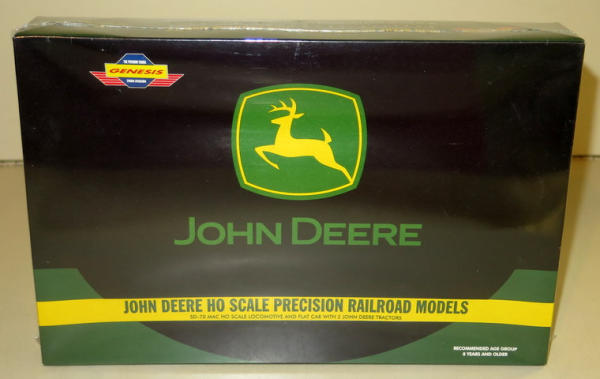 GENESIS
JOHN DEERE
JOHN DEERE HO SCALE PRECISION RAILROAD MODELS
SD-70 MAC HO SCALE LOCOMOTIVE AND FLAT CAR WITH 2 JOHN DEERE TRACTORS
RECOMMENDED AGE GROUP
8 YEARS AND OLDER